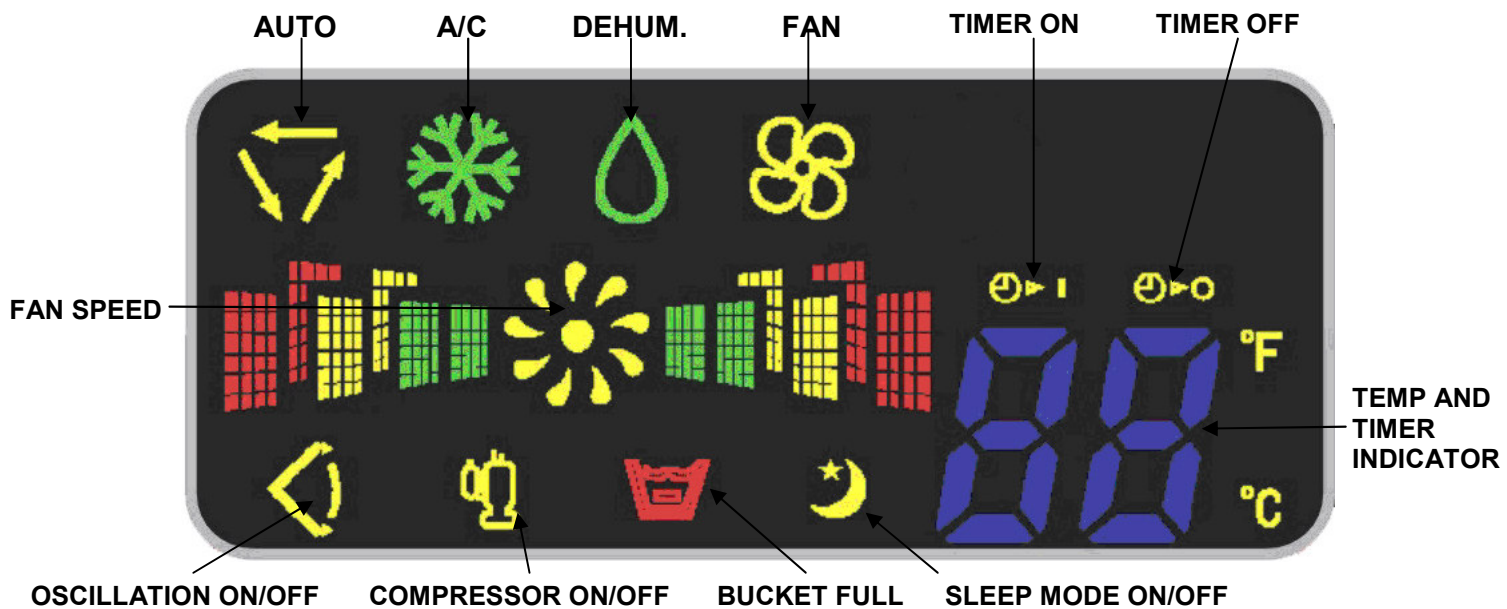 AUTO A/C DEHUM. FAN TIMER ON TIMER OFF
FAN SPEED
°F
88
TEMP AND
TIMER
INDICATOR
°C
OSCILLATION ON/OFF COMPRESSOR ON/OFF BUCKET FULL SLEEP MODE ON/OFF